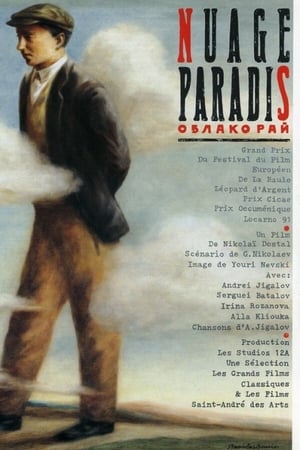 NUAGE
PARADIS
ОБЛАКО РАЙ
Grand Prix
Du Festival du Film
Européen
De La Baule
Léopard d'Argent
Prix Cicae
Prix Oecuménique
Locarno 91
Un Film
De Nikolaï Dostal
Scénario de G.Nikolaev
Image de Youri Nevski
Avec:
Andrei Jigalov
Serguei Batalov
Irina Rozanova
Alla Kliouka
Chansons d'A.Jigalov
Production
Les Studios 12A
Une Sélection
Les Grands Films
Classiques
& Les Films
Saint-André des Arts